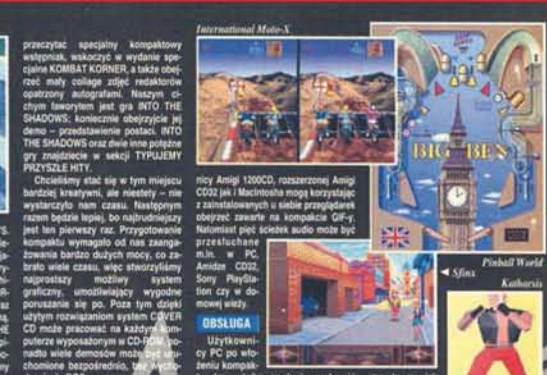 przeczytać specjalny kompaktowy
wstępniak, wskoczyć w wydanie spe-
cjalne KOMBAT KORNER, a także obej-
rzeć mały collage zdjęć redaktorów
opatrzony autografami. Naszym ci-
chym faworytem jest gra INTO THE
SHADOWS; koniecznie obejrzyjcie jej
demo – przedstawienie postaci. INTO
THE SHADOWS oraz dwie inne potężne
gry znajdziecie w sekcji TYPUJEMY
PRZYSZŁE HITY.
Chcieliśmy stać się w tym miejscu
bardziej kreatywni, ale niestety – nie
wystarczyło nam czasu. Następnym
razem będzie lepiej, bo najtrudniejszy
jest ten pierwszy raz. Przygotowanie
kompaktu wymagało od nas zaanga-
żowania bardzo dużych mocy, co za-
brało wiele czasu, więc stworzyliśmy
najprostszy możliwy system
graficzny, umożliwiający wygodne
poruszanie się po. Poza tym dzięki
użytym rozwiązaniom system COVER
CD może pracować na każdym kom-
puterze wyposażonym w CD-ROM, po-
nadto wiele demosów może być uru-
chomione bezpośrednio, bez
International Moto-X
nicy Amigi 1200CD, rozszerzonej Amigi
CD32 jak i Macintosha mogą korzystając
z zainstalowanych u siebie przeglądarek
obejrzeć zawarte na kompakcie GIF-y.
Natomiast pięć ścieżek audio może być
przesłuchane
m.in. w PC,
Amidze CD32,
Sony PlaySta-
tion czy w do-
mowej wieży.
OBSŁUGA
Użytkowni-
cy PC po wło-
żeniu kompak-
BIG BEN
Pinball World
◄ Sfinx
Katharsis